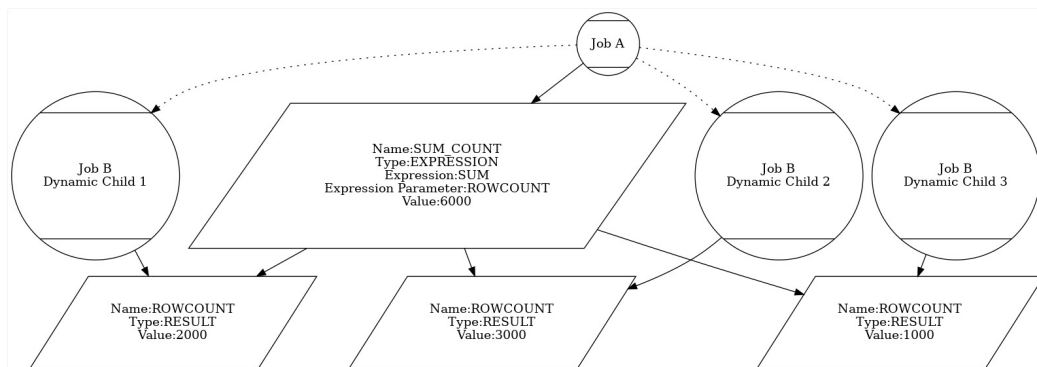 Job A
Job B
Dynamic Child 1
Name:SUM_COUNT
Type:EXPRESSION
Expression:SUM
Expression Parameter:ROWCOUNT
Value:6000
Job B
Dynamic Child 2
Job B
Dynamic Child 3
Name:ROWCOUNT
Type:RESULT
Value:2000
Name:ROWCOUNT
Type:RESULT
Value:3000
Name:ROWCOUNT
Type:RESULT
Value:1000